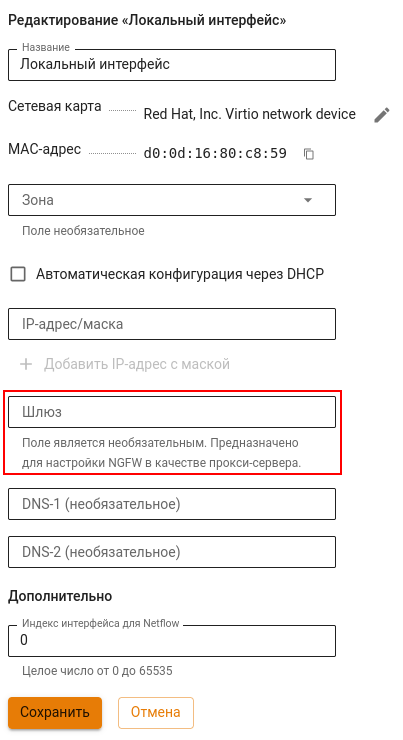 Редактирование «Локальный интерфейс»
Название
Локальный интерфейс
Сетевая карта Red Hat, Inc. Virtio network device
MAC-адрес d0:0d:16:80:c8:59
Зона
Поле необязательное
Автоматическая конфигурация через DHCP
IP-адрес/маска
Добавить IP-адрес с маской
Шлюз
Поле является необязательным. Предназначено
для настройки NGFW в качестве прокси-сервера.
DNS-1 (необязательное)
DNS-2 (необязательное)
Дополнительно
Индекс интерфейса для Netflow
0
Целое число от 0 до 65535
Сохранить Отмена